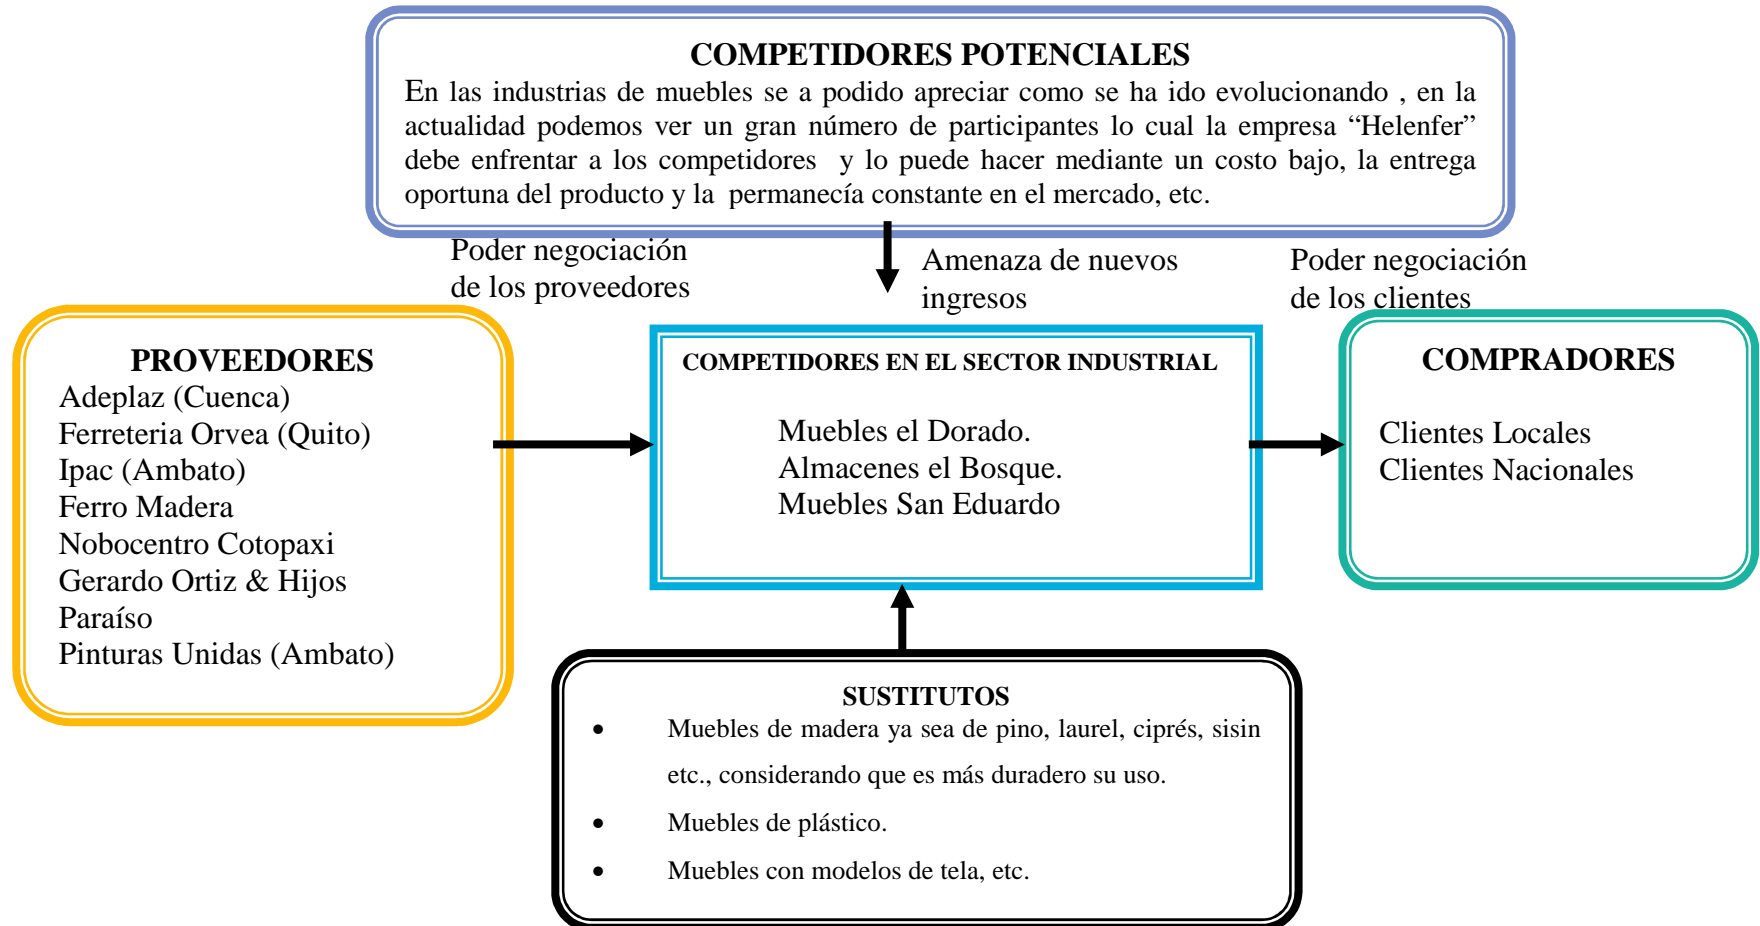 COMPETIDORES POTENCIALES
En las industrias de muebles se a podido apreciar como se ha ido evolucionando , en la
actualidad podemos ver un gran número de participantes lo cual la empresa “Helenfer”
debe enfrentar a los competidores y lo puede hacer mediante un costo bajo, la entrega
oportuna del producto y la permanecía constante en el mercado, etc.
Poder negociación
de los proveedores
Amenaza de nuevos
ingresos
Poder negociación
de los clientes
PROVEEDORES
Adeplaz (Cuenca)
Ferreteria Orvea (Quito)
Ipac (Ambato)
Ferro Madera
Nobocentro Cotopaxi
Gerardo Ortiz & Hijos
Paraíso
Pinturas Unidas (Ambato)
COMPETIDORES EN EL SECTOR INDUSTRIAL
Muebles el Dorado.
Almacenes el Bosque.
Muebles San Eduardo
COMPRADORES
Clientes Locales
Clientes Nacionales
SUSTITUTOS
• Muebles de madera ya sea de pino, laurel, ciprés, sisin
etc., considerando que es más duradero su uso.
• Muebles de plástico.
• Muebles con modelos de tela, etc.